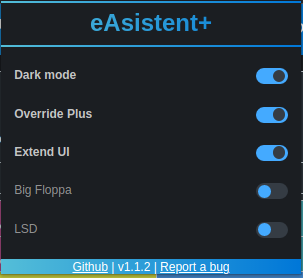 eAsistent+
Dark mode
Override Plus
Extend UI
Big Floppa
LSD
Github | v1.1.2 | Report a bug